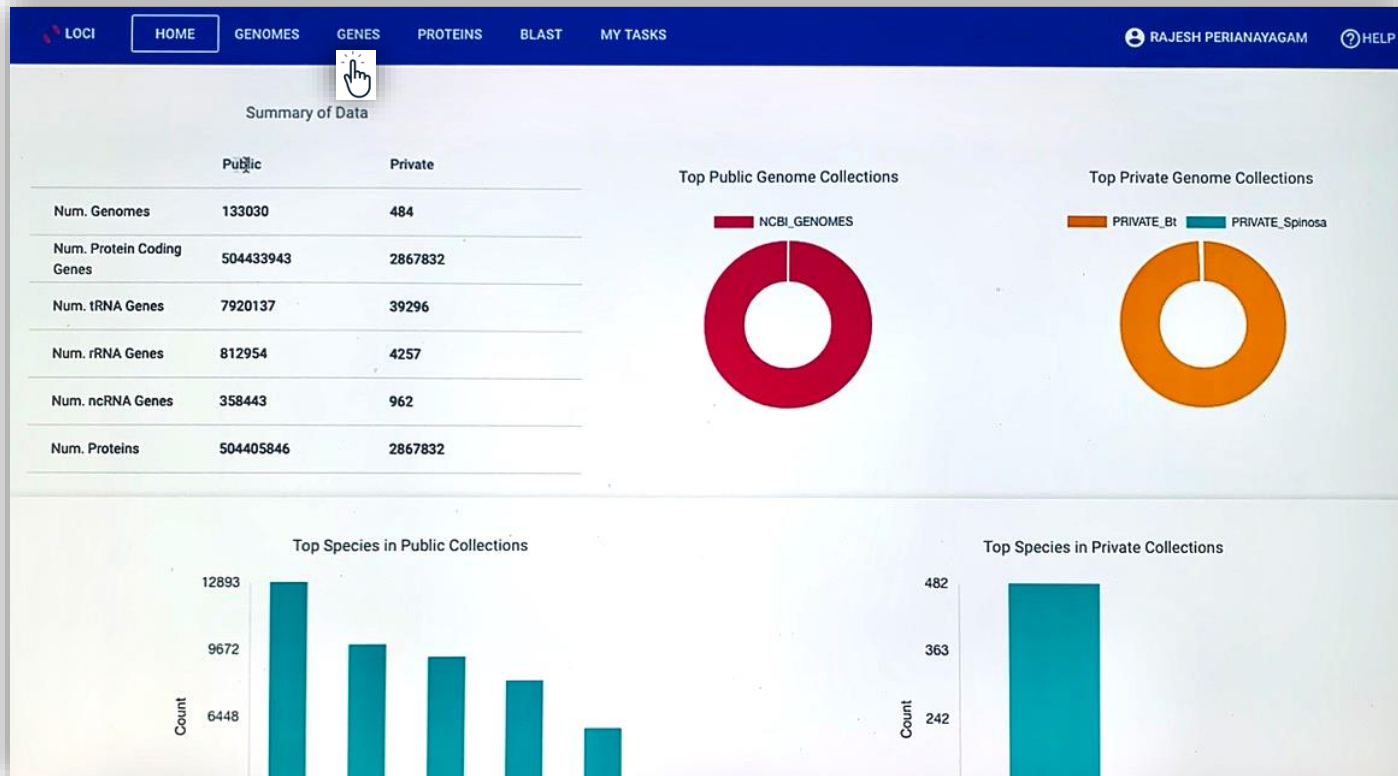 LOCI HOME GENOMES GENES PROTEINS BLAST MY TASKS RAJESH PERIANAYAGAM ?HELP
Summary of Data
Public Private
Num. Genomes 133030 484
Num. Protein Coding
Genes 504433943 2867832
Num. tRNA Genes 7920137 39296
Num. rRNA Genes 812954 4257
Num. ncRNA Genes 358443 962
Num. Proteins 504405846 2867832
Top Public Genome Collections
NCBI_GENOMES
Top Private Genome Collections
PRIVATE_Bt PRIVATE_Spinosa
Top Species in Public Collections
12893
9672
6448
Count
Top Species in Private Collections
482
363
242
Count